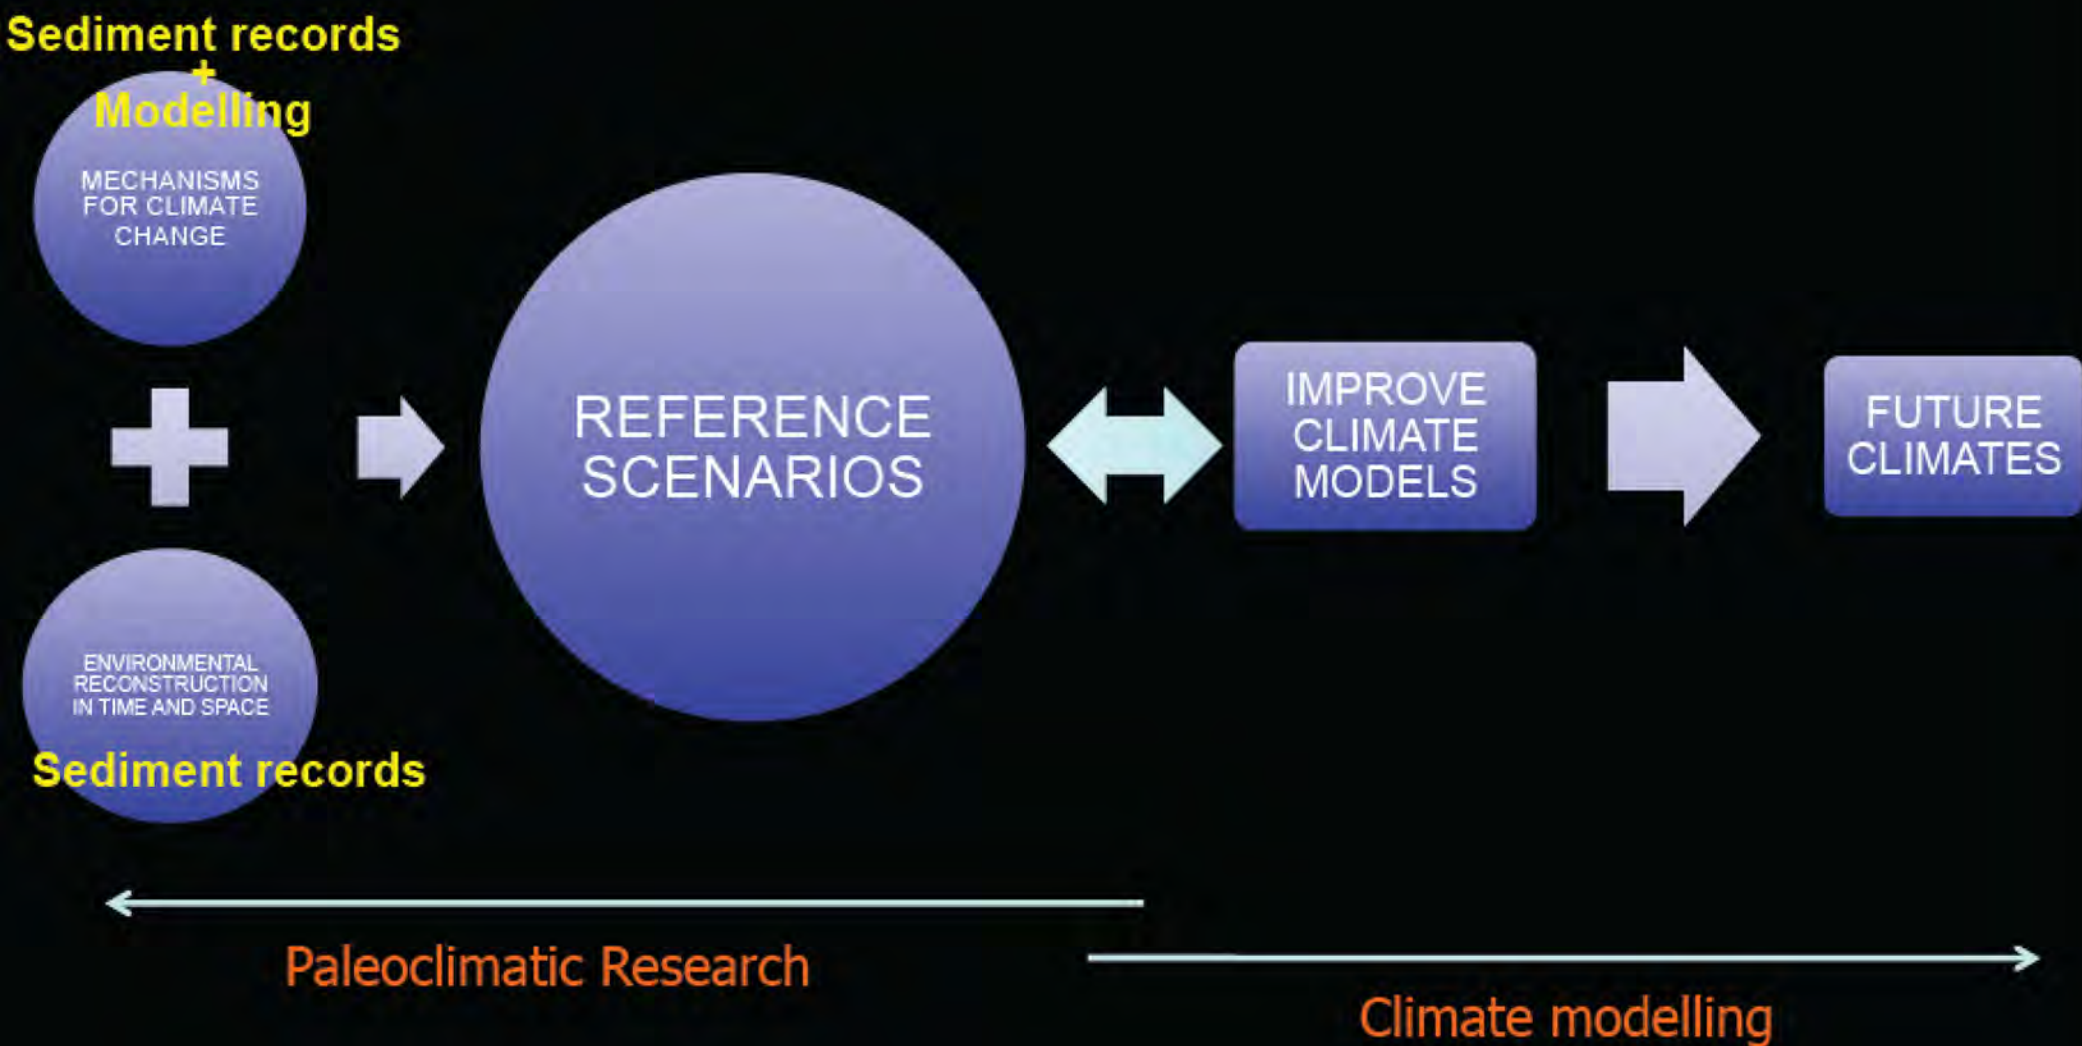 Sediment records
+
Modelling
MECHANISMS
FOR CLIMATE
CHANGE
ENVIRONMENTAL
RECONSTRUCTION
IN TIME AND SPACE
Sediment records
REFERENCE
SCENARIOS
IMPROVE
CLIMATE
MODELS
FUTURE
CLIMATES
Paleoclimatic Research
Climate modelling